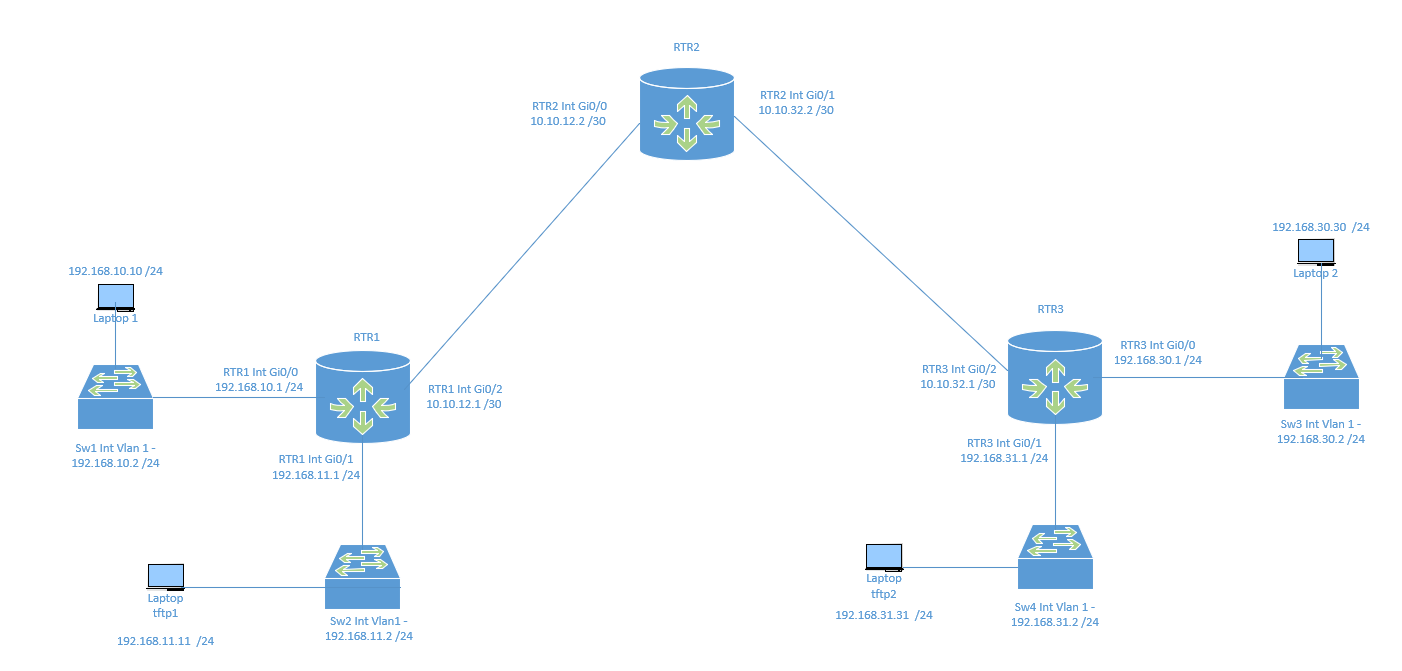 RTR2
RTR2 Int Gi0/0
10.10.12.2 /30
RTR2 Int Gi0/1
10.10.32.2 /30
192.168.10.10 /24
Laptop 1
RTR1
RTR1 Int Gi0/0
192.168.10.1 /24
RTR1 Int Gi0/2
10.10.12.1 /30
Sw1 Int Vlan 1 -
192.168.10.2 /24
RTR1 Int Gi0/1
192.168.11.1 /24
Laptop
tftp1
192.168.11.11 /24
Sw2 Int Vlan1 -
192.168.11.2 /24
192.168.30.30 /24
Laptop 2
RTR3
RTR3 Int Gi0/0
192.168.30.1 /24
RTR3 Int Gi0/2
10.10.32.1 /30
Sw3 Int Vlan 1 -
192.168.30.2 /24
RTR3 Int Gi0/1
192.168.31.1 /24
Laptop
tftp2
192.168.31.31 /24
Sw4 Int Vlan 1 -
192.168.31.2 /24